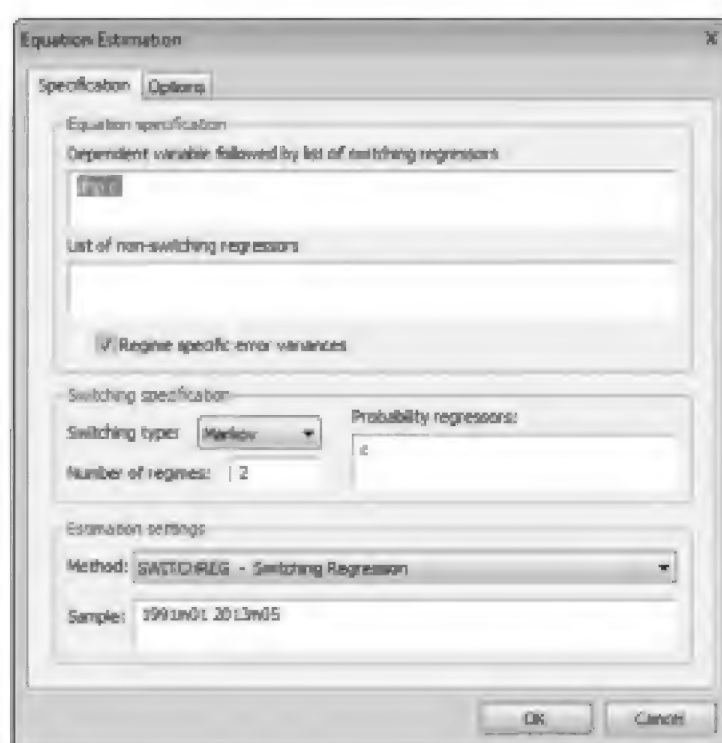 Equation Estimation
Specification Options
Equation specification
Dependent variable followed by list of switching regressors
List of non-switching regressors
Regime specific error variances
Switching specification
Switching type: Markov
Probability regressors:
c
Number of regimes: 2
Estimation settings
Method: SWITCHREG - Switching Regression
Sample: 1991m01 2013m05
OK Cancel